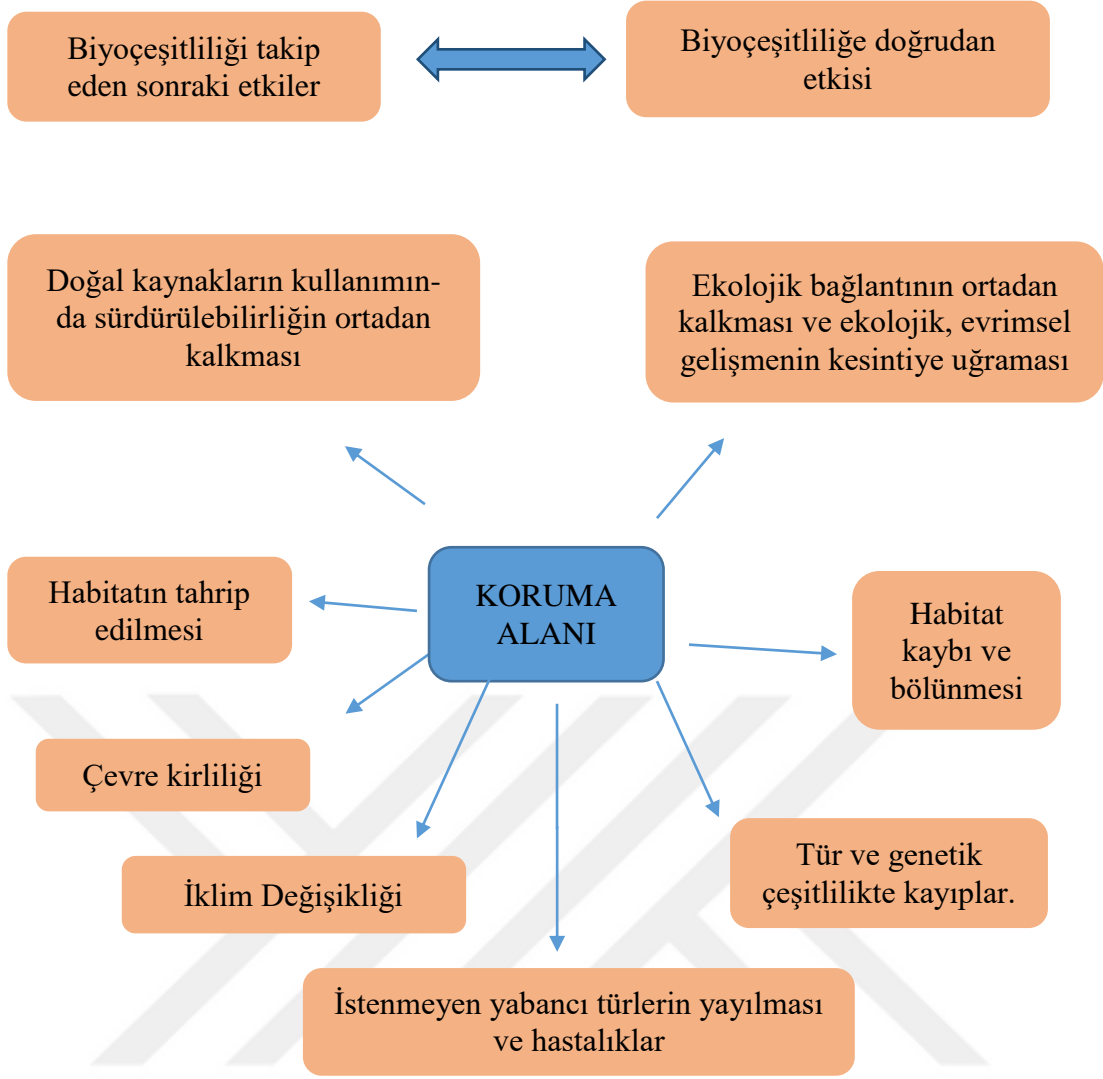 Biyoçeşitliliği takip
eden sonraki etkiler
Biyoçeşitliliğe doğrudan
etkisi
Doğal kaynakların kullanımın-
da sürdürülebilirliğin ortadan
kalkması
Ekolojik bağlantının ortadan
kalkması ve ekolojik, evrimsel
gelişmenin kesintiye uğraması
KORUMA
ALANI
Habitatın tahrip
edilmesi
Habitat
kaybı ve
bölünmesi
Çevre kirliliği
Tür ve genetik
çeşitlilikte kayıplar.
İklim Değişikliği
İstenmeyen yabancı türlerin yayılması
ve hastalıklar